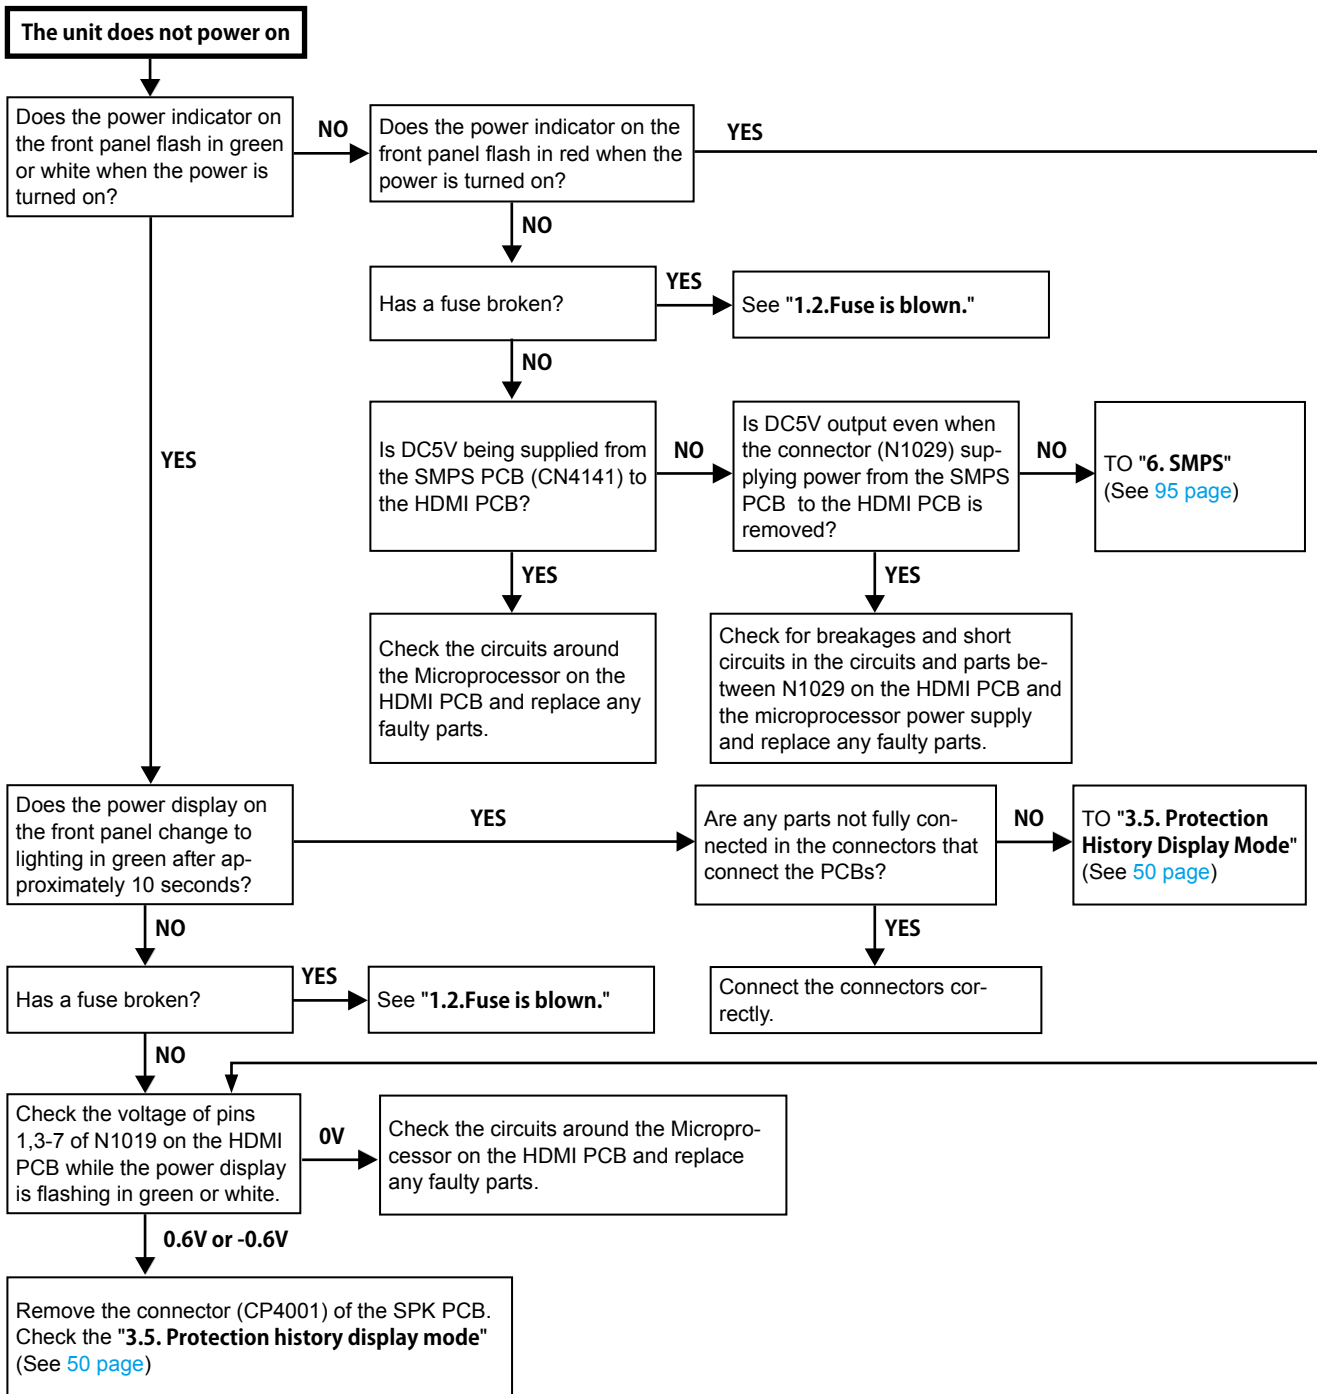 The unit does not power on
Does the power indicator on
the front panel flash in green
or white when the power is
turned on?
NO
Does the power indicator on the
front panel flash in red when the
power is turned on?
YES
NO
Has a fuse broken?
YES
See "1.2.Fuse is blown."
NO
YES
Is DC5V being supplied from
the SMPS PCB (CN4141) to
the HDMI PCB?
NO
Is DC5V output even when
the connector (N1029) sup-
plying power from the SMPS
PCB to the HDMI PCB is
removed?
NO
TO "6. SMPS"
(See 95 page)
YES
YES
Check the circuits around
the Microprocessor on the
HDMI PCB and replace any
faulty parts.
Check for breakages and short
circuits in the circuits and parts be-
tween N1029 on the HDMI PCB and
the microprocessor power supply
and replace any faulty parts.
Does the power display on
the front panel change to
lighting in green after ap-
proximately 10 seconds?
YES
Are any parts not fully con-
nected in the connectors that
connect the PCBs?
NO
TO "3.5. Protection
History Display Mode"
(See 50 page)
NO
YES
Has a fuse broken?
YES
See "1.2.Fuse is blown."
Connect the connectors cor-
rectly.
NO
Check the voltage of pins
1,3-7 of N1019 on the HDMI
PCB while the power display
is flashing in green or white.
0V
Check the circuits around the Micropro-
cessor on the HDMI PCB and replace
any faulty parts.
0.6V or -0.6V
Remove the connector (CP4001) of the SPK PCB.
Check the "3.5. Protection history display mode"
(See 50 page)